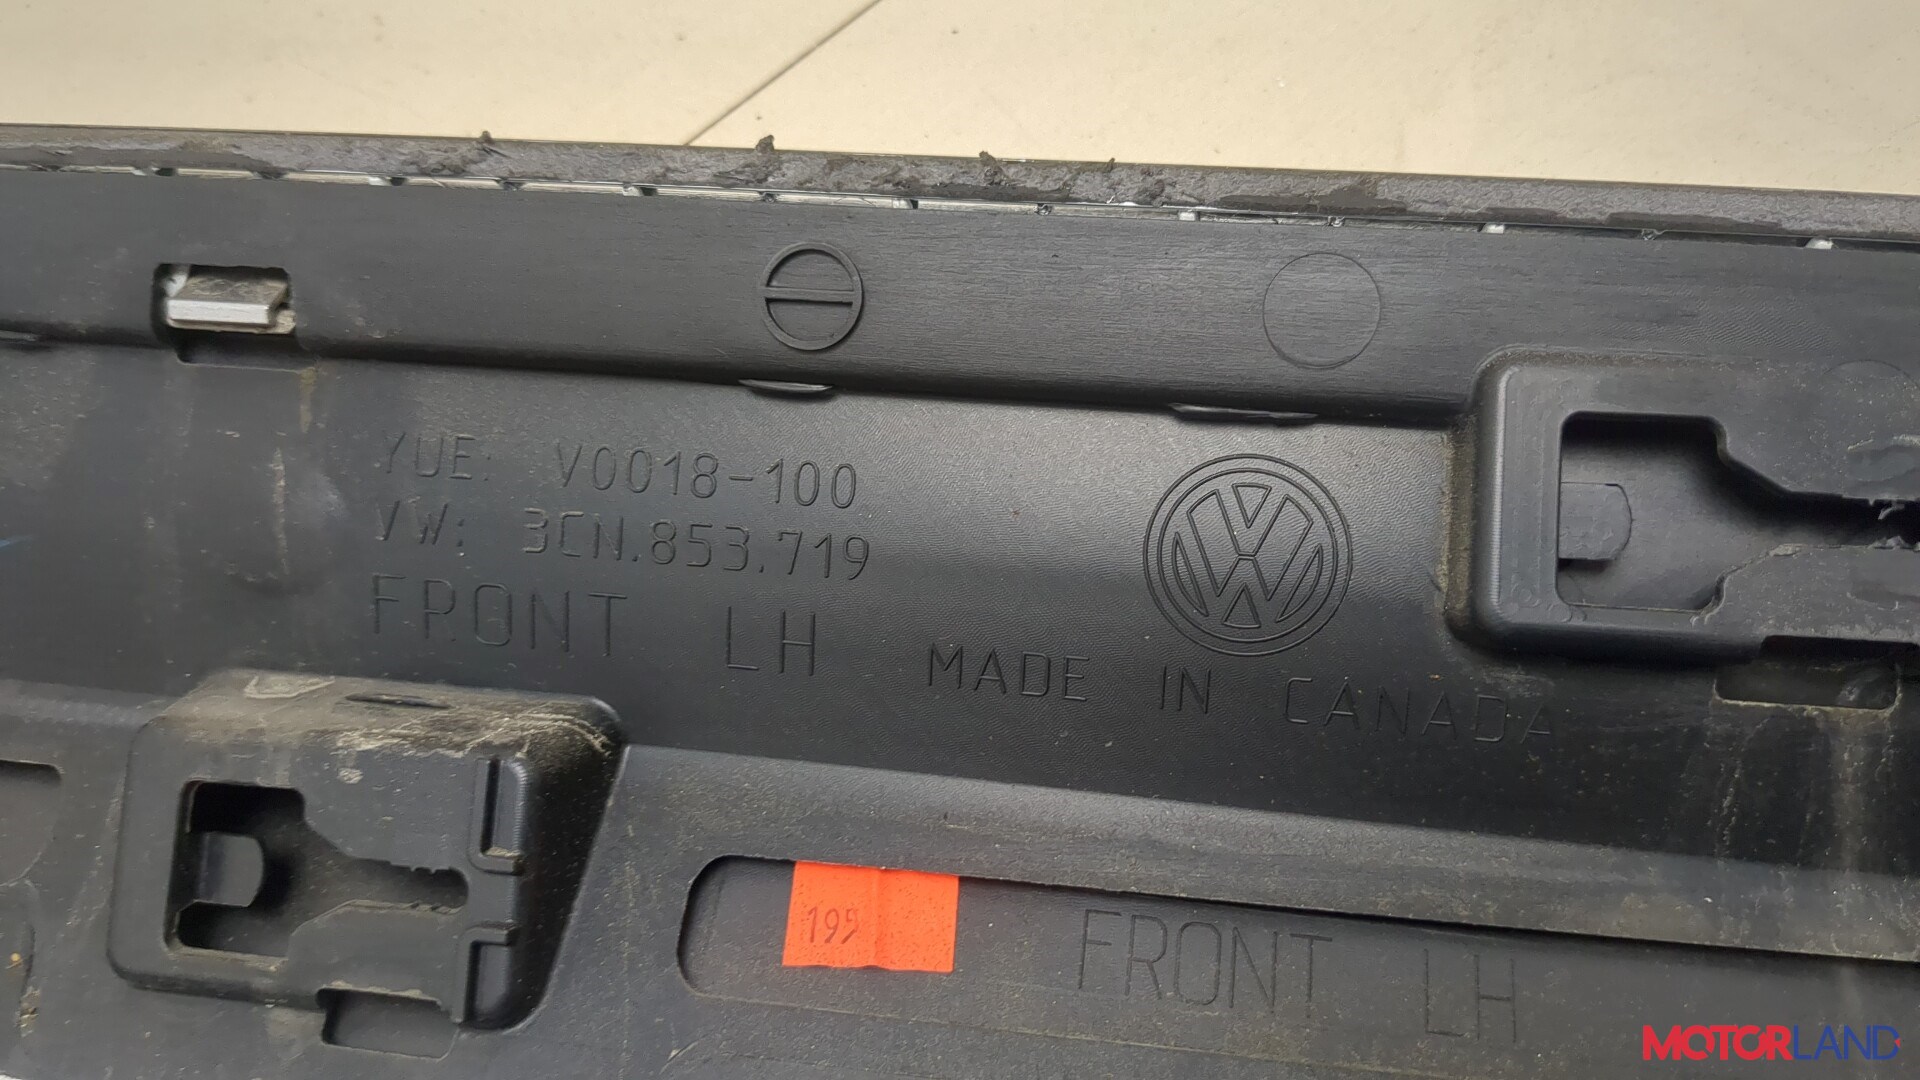 YUE: V0018-100
VW: 3CN.853.719
FRONT LH
MADE IN CANADA
199
FRONT LH
MOTORLAND